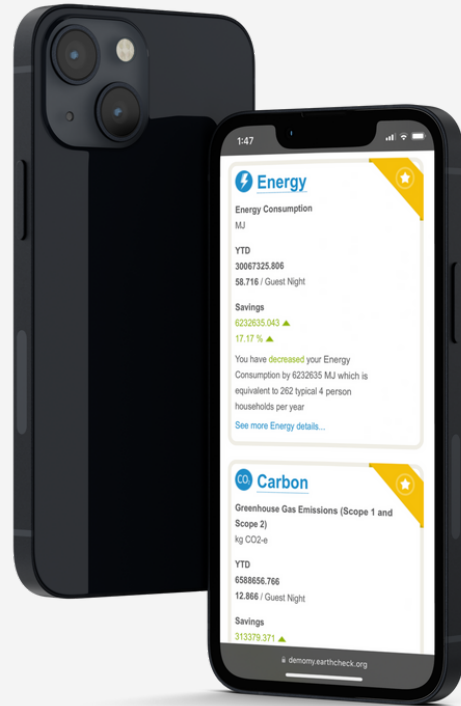 1:47
Energy
Energy Consumption
MJ
YTD
30067325.806
58.716 / Guest Night
Savings
6232635.043 ▲
17.17 % ▲
You have decreased your Energy
Consumption by 6232635 MJ which is
equivalent to 262 typical 4 person
households per year
See more Energy details...
CO₂ Carbon
Greenhouse Gas Emissions (Scope 1 and
Scope 2)
kg CO2-e
YTD
6588656.766
12.866 / Guest Night
Savings
313379.371 ▲
demomy.earthcheck.org